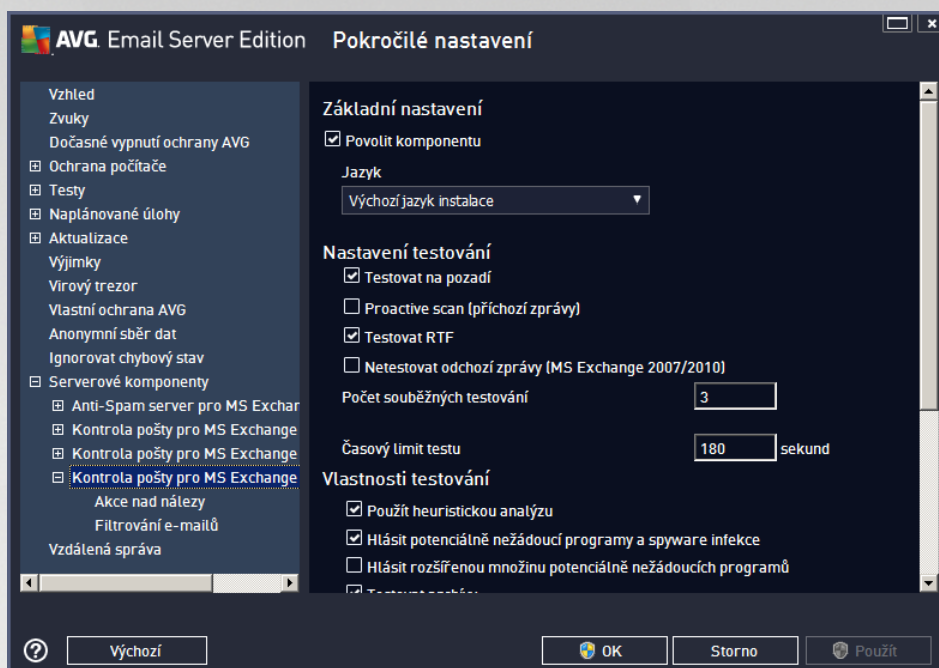 AVG. Email Server Edition Pokročilé nastavení
Vzhled
Zvuky
Dočasné vypnutí ochrany AVG
Ochrana počítače
Testy
Naplánované úlohy
Aktualizace
Výjimky
Virový trezor
Vlastní ochrana AVG
Anonymní sběr dat
Ignorovat chybový stav
Serverové komponenty
Anti-Spam server pro MS Exchar
Kontrola pošty pro MS Exchange
Kontrola pošty pro MS Exchange
Kontrola pošty pro MS Exchange
Akce nad nálezy
Filtrování e-mailů
Vzdálená správa
Základní nastavení
Povolit komponentu
Jazyk
Výchozí jazyk instalace
Nastavení testování
Testovat na pozadí
Proactive scan (příchozí zprávy)
Testovat RTF
Netestovat odchozí zprávy (MS Exchange 2007/2010)
Počet souběžných testování 3
Časový limit testu 180 sekund
Vlastnosti testování
Použít heuristickou analýzu
Hlásit potenciálně nežádoucí programy a spyware infekce
Hlásit rozšířenou množinu potenciálně nežádoucích programů
Výchozí
OK
Storno
Použít